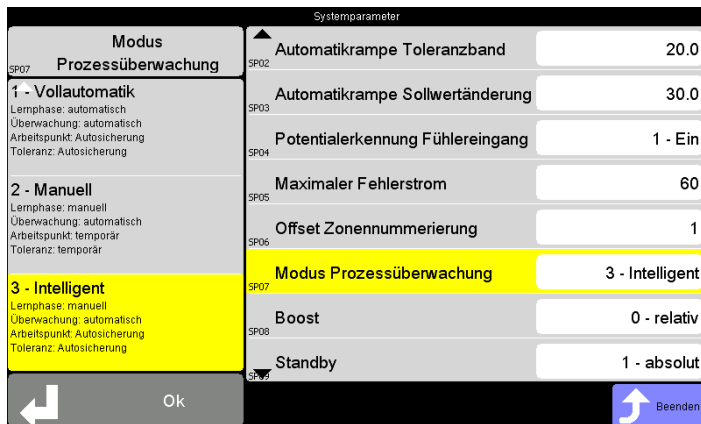 Systemparameter
Modus
SP07 Prozessüberwachung
1 - Vollautomatik
Lernphase: automatisch
Überwachung: automatisch
Arbeitspunkt: Autosicherung
Toleranz: Autosicherung
2 - Manuell
Lernphase: manuell
Überwachung: automatisch
Arbeitspunkt: temporär
Toleranz: temporär
3 - Intelligent
Lernphase: manuell
Überwachung: automatisch
Arbeitspunkt: Autosicherung
Toleranz: Autosicherung
Ok
SP02 Automatikrampe Toleranzband 20.0
SP03 Automatikrampe Sollwertänderung 30.0
SP04 Potentialerkennung Fühlereingang 1 - Ein
SP05 Maximaler Fehlerstrom 60
SP06 Offset Zonennummerierung 1
SP07 Modus Prozessüberwachung 3 - Intelligent
SP08 Boost 0 - relativ
SP09 Standby 1 - absolut
Beenden